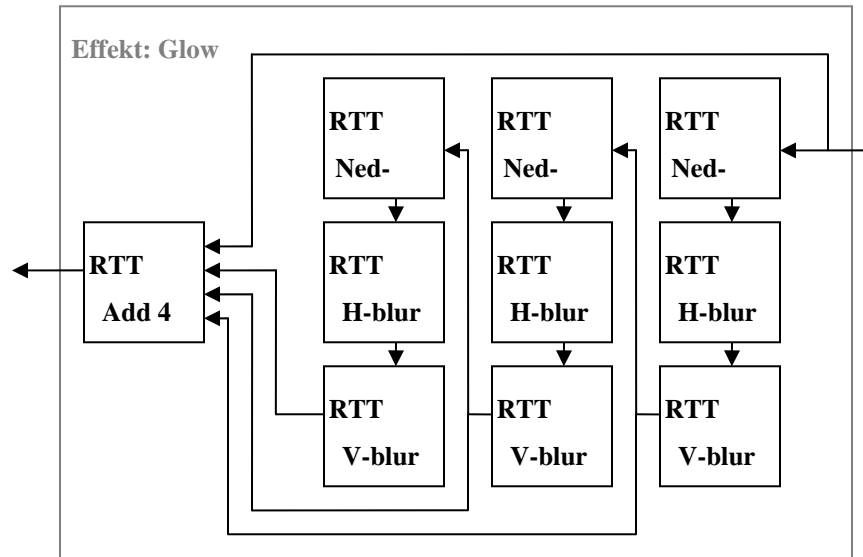 Effekt: Glow
RTT
Ned-
RTT
Ned-
RTT
Ned-
RTT
Add 4
RTT
H-blur
RTT
H-blur
RTT
H-blur
RTT
V-blur
RTT
V-blur
RTT
V-blur